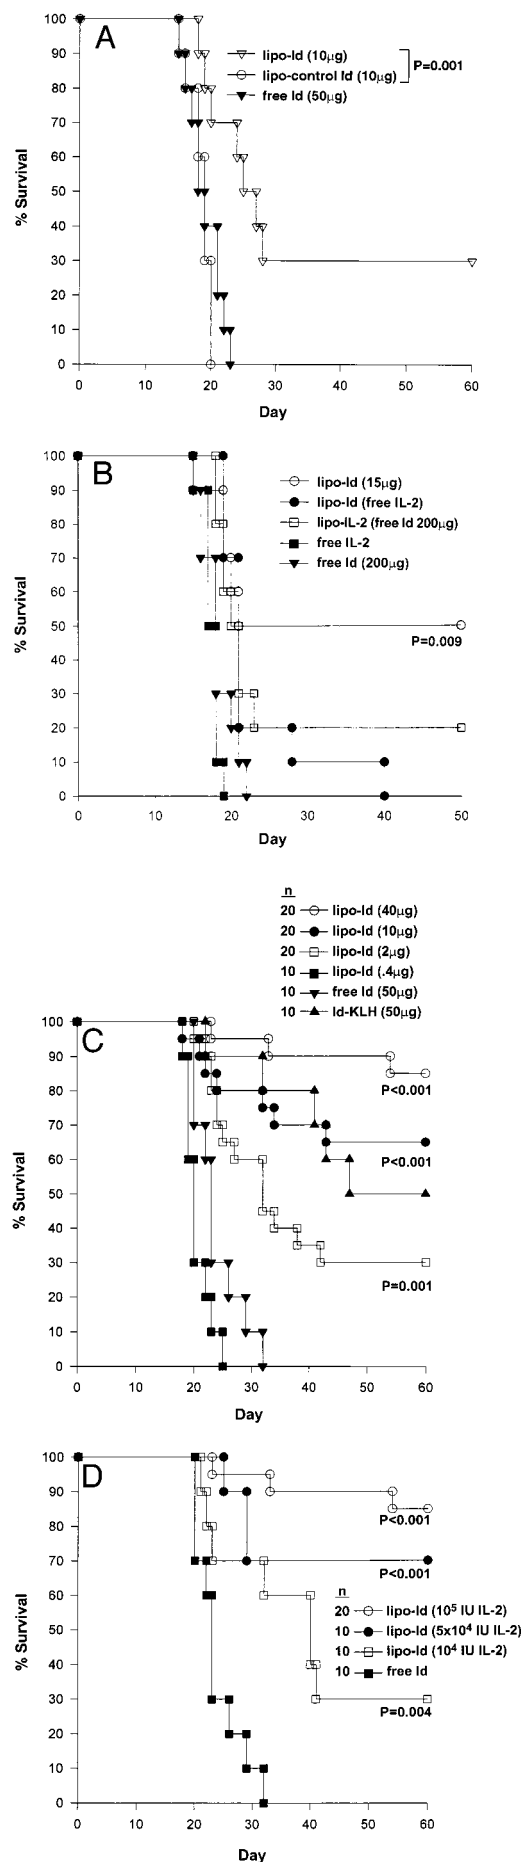 A
lipo-Id (10μg)
lipo-control Id (10μg)
free Id (50μg)
P=0.001
% Survival
100
90
80
70
60
50
40
30
20
10
0
0 10 20 30 40 50 60
Day
B
lipo-Id (15μg)
lipo-Id (free IL-2)
lipo-IL-2 (free Id 200μg)
free IL-2
free Id (200μg)
P=0.009
% Survival
100
90
80
70
60
50
40
30
20
10
0
0 10 20 30 40 50
Day
n
20 lipo-Id (40μg)
20 lipo-Id (10μg)
20 lipo-Id (2μg)
10 lipo-Id (.4μg)
10 free Id (50μg)
10 Id-KLH (50μg)
C
P<0.001
P<0.001
P=0.001
% Survival
100
90
80
70
60
50
40
30
20
10
0
0 10 20 30 40 50 60
Day
D
P<0.001
P<0.001
n
20 lipo-Id (10⁵ IU IL-2)
10 lipo-Id (5x10⁴ IU IL-2)
10 lipo-Id (10⁴ IU IL-2)
10 free Id
P=0.004
% Survival
100
90
80
70
60
50
40
30
20
10
0
0 10 20 30 40 50 60
Day